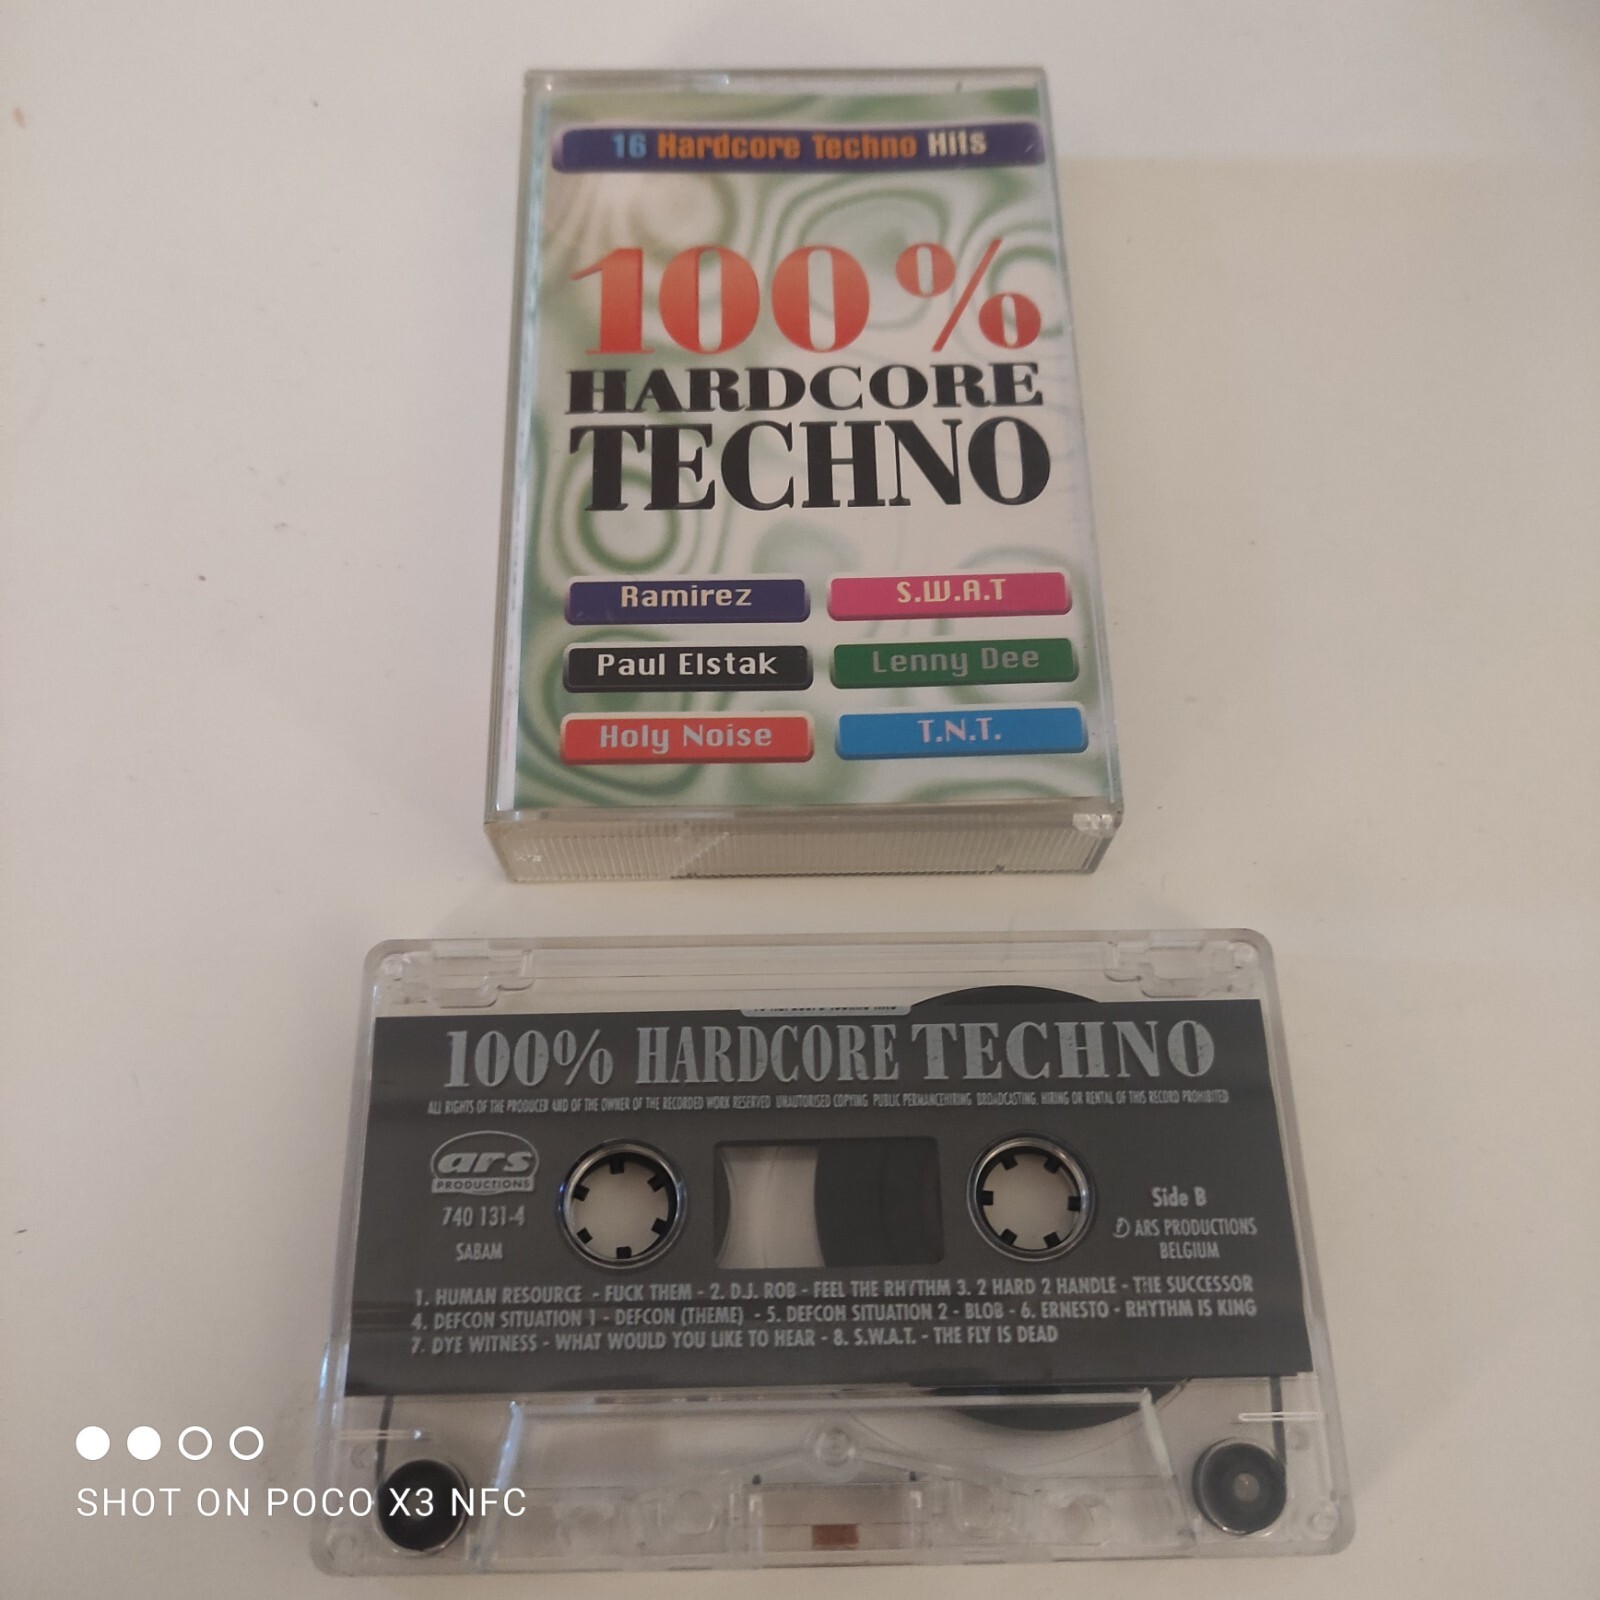 16 Hardcore Techno Hits
100%
HARDCORE
TECHNO
Ramirez
S.W.A.T
Paul Elstak
Lenny Dee
Holy Noise
T.N.T.
100% HARDCORE TECHNO
ALL RIGHTS OF THE PRODUCER AND OF THE OWNER OF THE RECORDED WORK RESERVED UNAUTORISED COPYING PUBLIC PERMANCEHIRING BROADCASTING, HIRING OR RENTAL OF THIS RECORD PROHIBITED
ars
PRODUCTIONS
740 131-4
SABAM
Side B
℗ ARS PRODUCTIONS
BELGIUM
1. HUMAN RESOURCE - FUCK THEM - 2. D.J. ROB - FEEL THE RHYTHM 3. 2 HARD 2 HANDLE - THE SUCCESSOR
4. DEFCON SITUATION 1 - DEFCON (THEME) - 5. DEFCON SITUATION 2 - BLOB - 6. ERNESTO - RHYTHM IS KING
7. DYE WITNESS - WHAT WOULD YOU LIKE TO HEAR - 8. S.W.A.T. - THE FLY IS DEAD
SHOT ON POCO X3 NFC